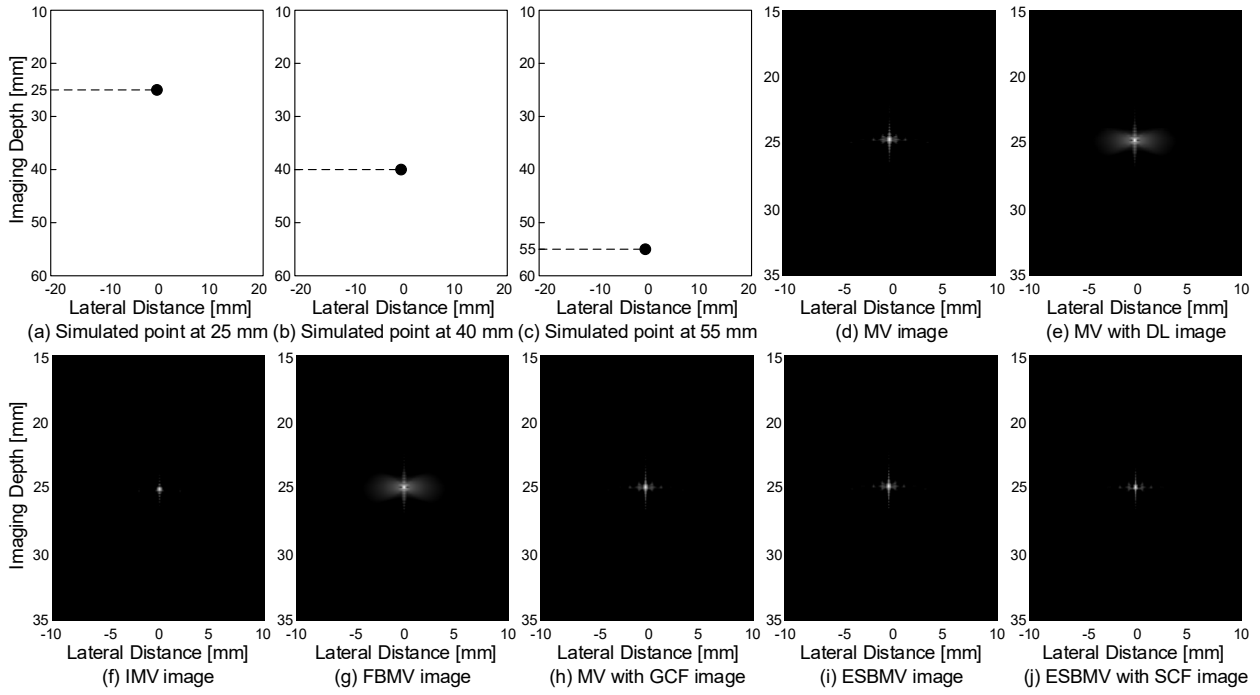 10
20
25
30
40
50
60
-20 -10 0 10 20
Imaging Depth [mm]
Lateral Distance [mm]
(a) Simulated point at 25 mm
10
20
30
40
50
60
-20 -10 0 10 20
Lateral Distance [mm]
(b) Simulated point at 40 mm
10
20
30
40
50
55
60
-20 -10 0 10 20
Lateral Distance [mm]
(c) Simulated point at 55 mm
15
20
25
30
35
-10 -5 0 5 10
Lateral Distance [mm]
(d) MV image
15
20
25
30
35
-10 -5 0 5 10
Lateral Distance [mm]
(e) MV with DL image
15
20
25
30
35
-10 -5 0 5 10
Imaging Depth [mm]
Lateral Distance [mm]
(f) IMV image
15
20
25
30
35
-10 -5 0 5 10
Lateral Distance [mm]
(g) FBMV image
15
20
25
30
35
-10 -5 0 5 10
Lateral Distance [mm]
(h) MV with GCF image
15
20
25
30
35
-10 -5 0 5 10
Lateral Distance [mm]
(i) ESBMV image
15
20
25
30
35
-10 -5 0 5 10
Lateral Distance [mm]
(j) ESBMV with SCF image